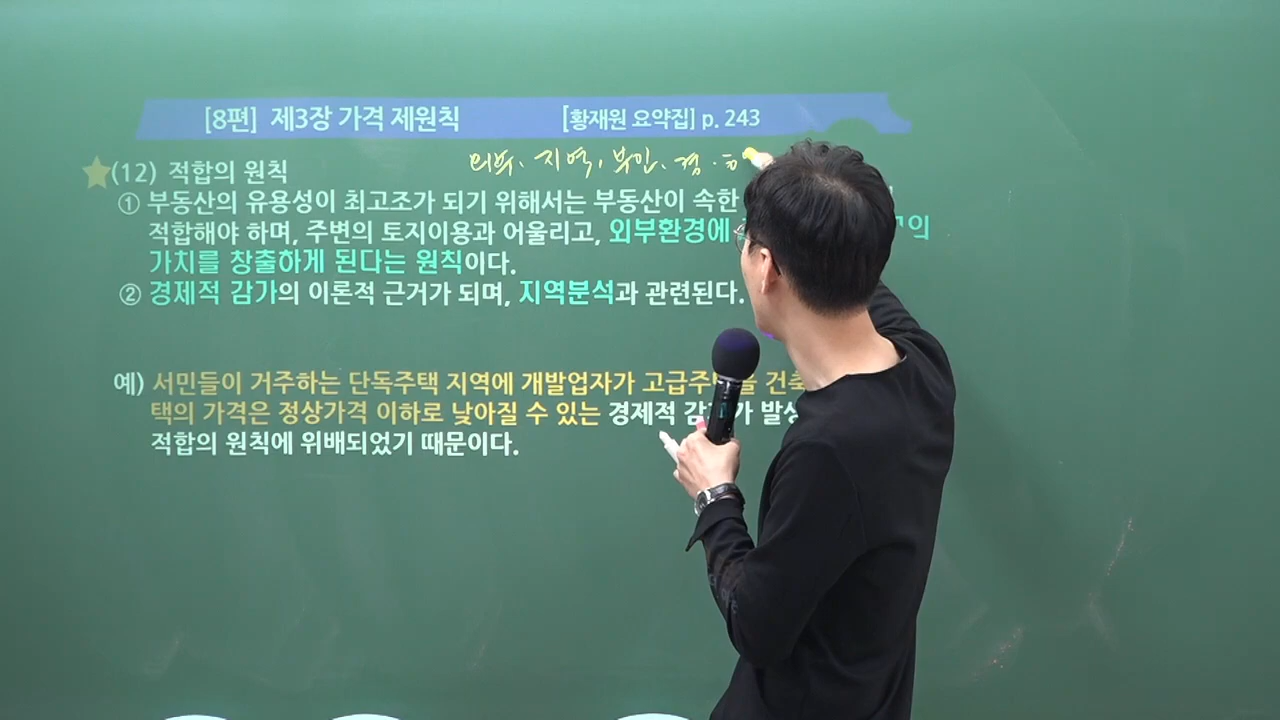 [8편] 제3장 가격 제원칙 [황재원 요약집] p. 243
외부, 지역, 부인, 경.
(12) 적합의 원칙
① 부동산의 유용성이 최고조가 되기 위해서는 부동산이 속한
적합해야 하며, 주변의 토지이용과 어울리고, 외부환경에
가치를 창출하게 된다는 원칙이다.
② 경제적 감가의 이론적 근거가 되며, 지역분석과 관련된다.
예) 서민들이 거주하는 단독주택 지역에 개발업자가 고급주택을 건축
택의 가격은 정상가격 이하로 낮아질 수 있는 경제적 감가가 발생
적합의 원칙에 위배되었기 때문이다.